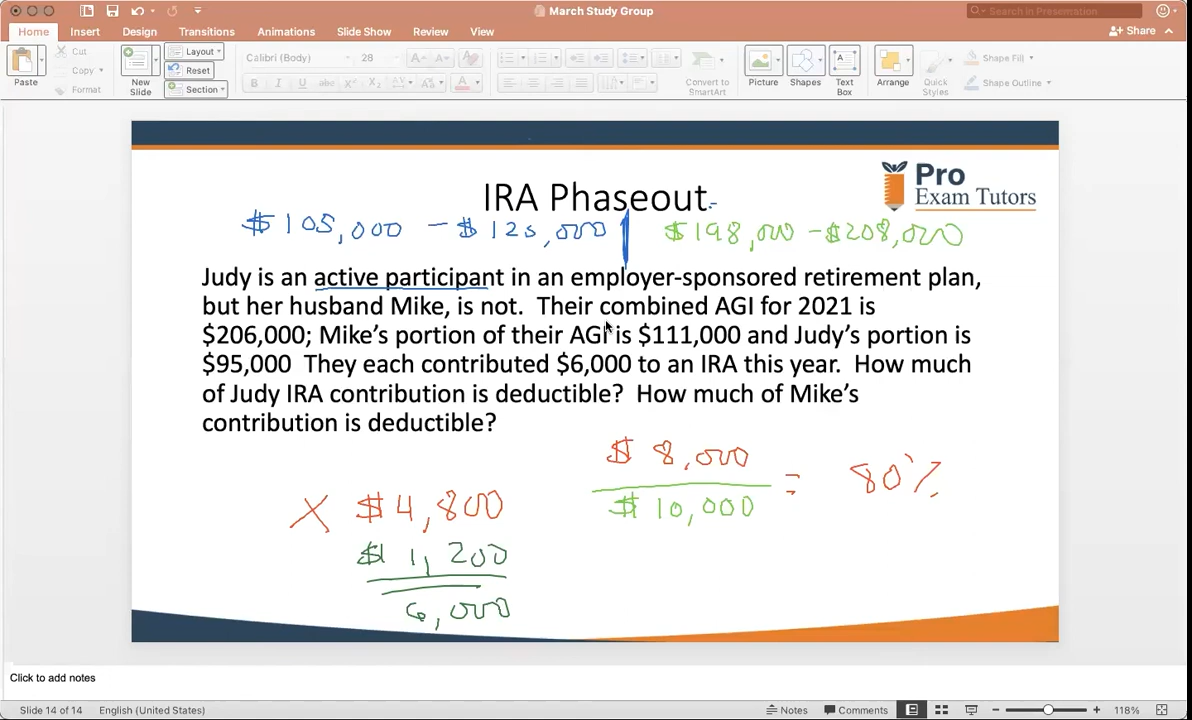 March Study Group
Search in Presentation
Home Insert Design Transitions Animations Slide Show Review View
Share
Paste
Cut
Copy
Format
New Slide
Layout
Reset
Section
Calibri (Body) 28
Convert to SmartArt
Picture
Shapes
Text Box
Arrange
Quick Styles
Shape Fill
Shape Outline
Pro
Exam Tutors
IRA Phaseout
$105,000 - $125,000 $198,000 - $208,000
Judy is an active participant in an employer-sponsored retirement plan,
but her husband Mike, is not. Their combined AGI for 2021 is
$206,000; Mike's portion of their AGI is $111,000 and Judy's portion is
$95,000 They each contributed $6,000 to an IRA this year. How much
of Judy IRA contribution is deductible? How much of Mike's
contribution is deductible?
$ 8,000
$ 10,000
= 80%
X $4,800
$ 1,200
6,000
Click to add notes
Slide 14 of 14 English (United States) Notes Comments 118%